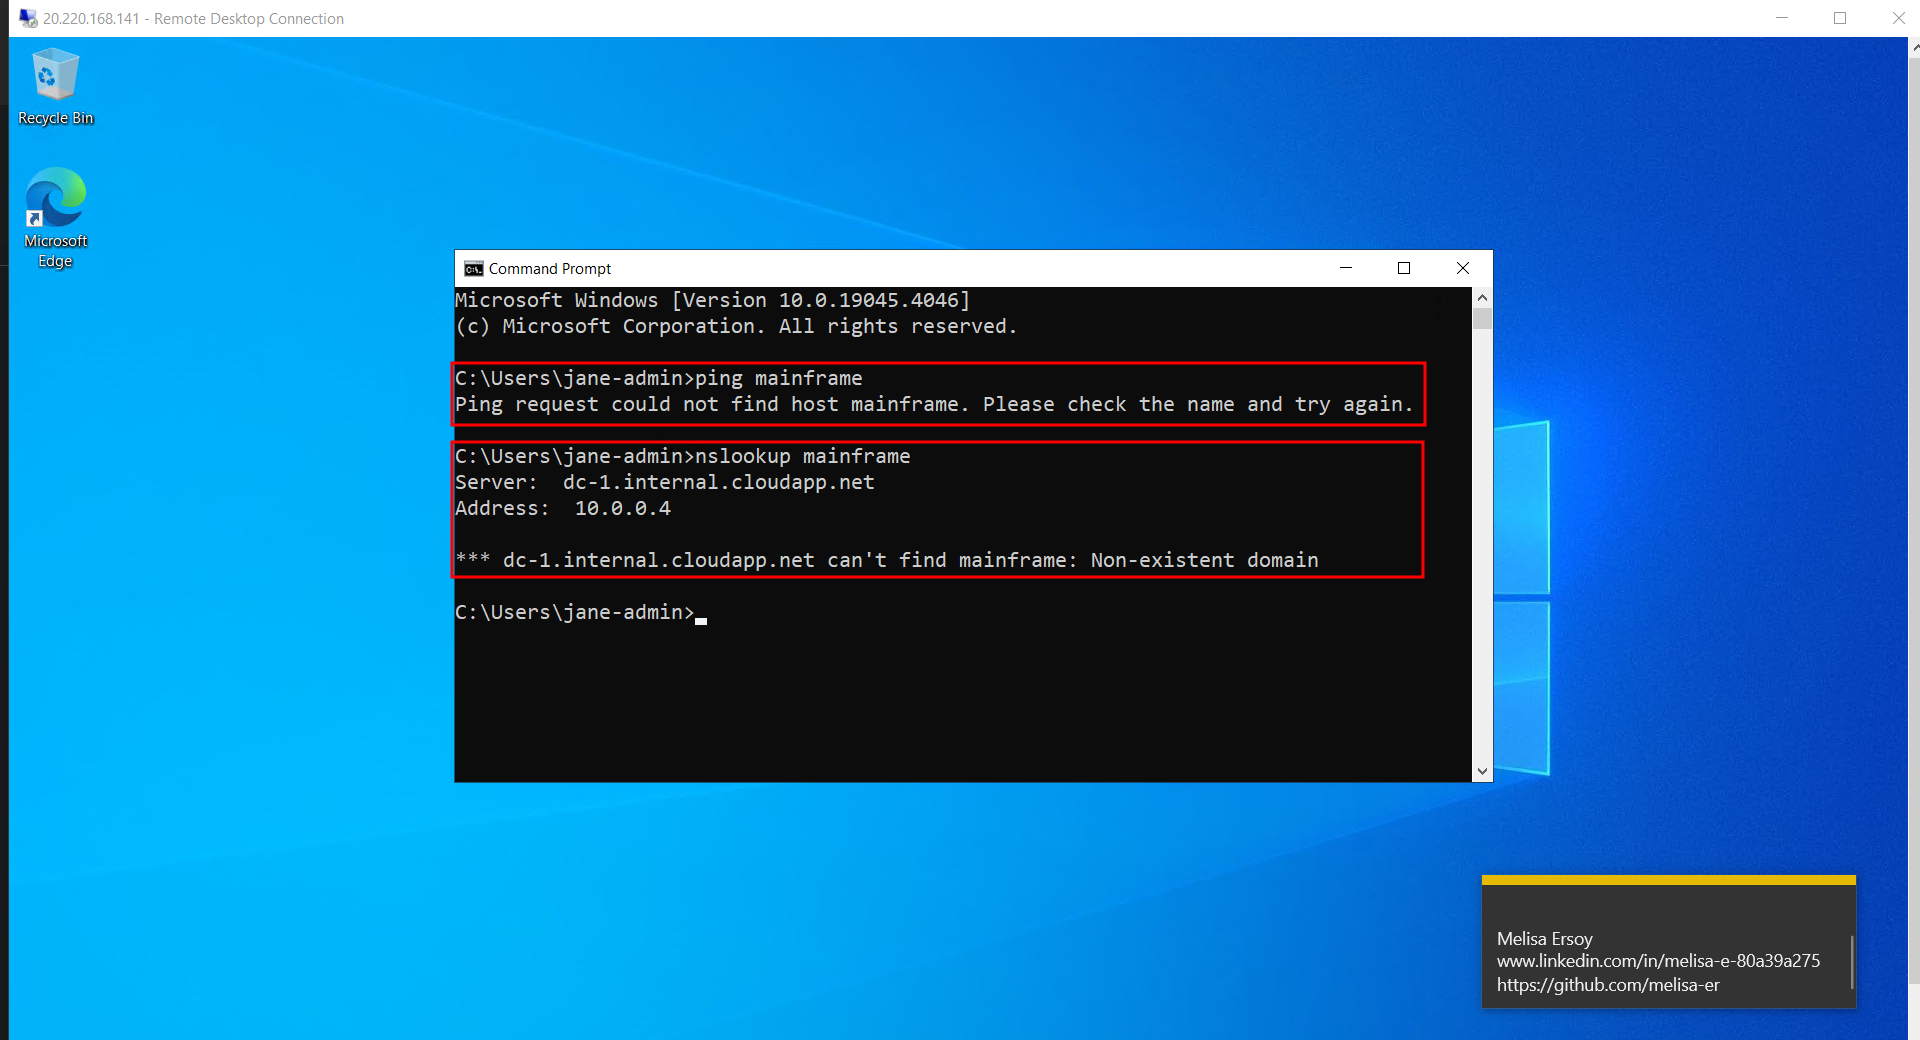 20.220.168.141 - Remote Desktop Connection
Recycle Bin
Microsoft
Edge
Command Prompt
Microsoft Windows [Version 10.0.19045.4046]
(c) Microsoft Corporation. All rights reserved.
C:\Users\jane-admin>ping mainframe
Ping request could not find host mainframe. Please check the name and try again.
C:\Users\jane-admin>nslookup mainframe
Server:  dc-1.internal.cloudapp.net
Address:  10.0.0.4
*** dc-1.internal.cloudapp.net can't find mainframe: Non-existent domain
C:\Users\jane-admin>
Melisa Ersoy
www.linkedin.com/in/melisa-e-80a39a275
https://github.com/melisa-er